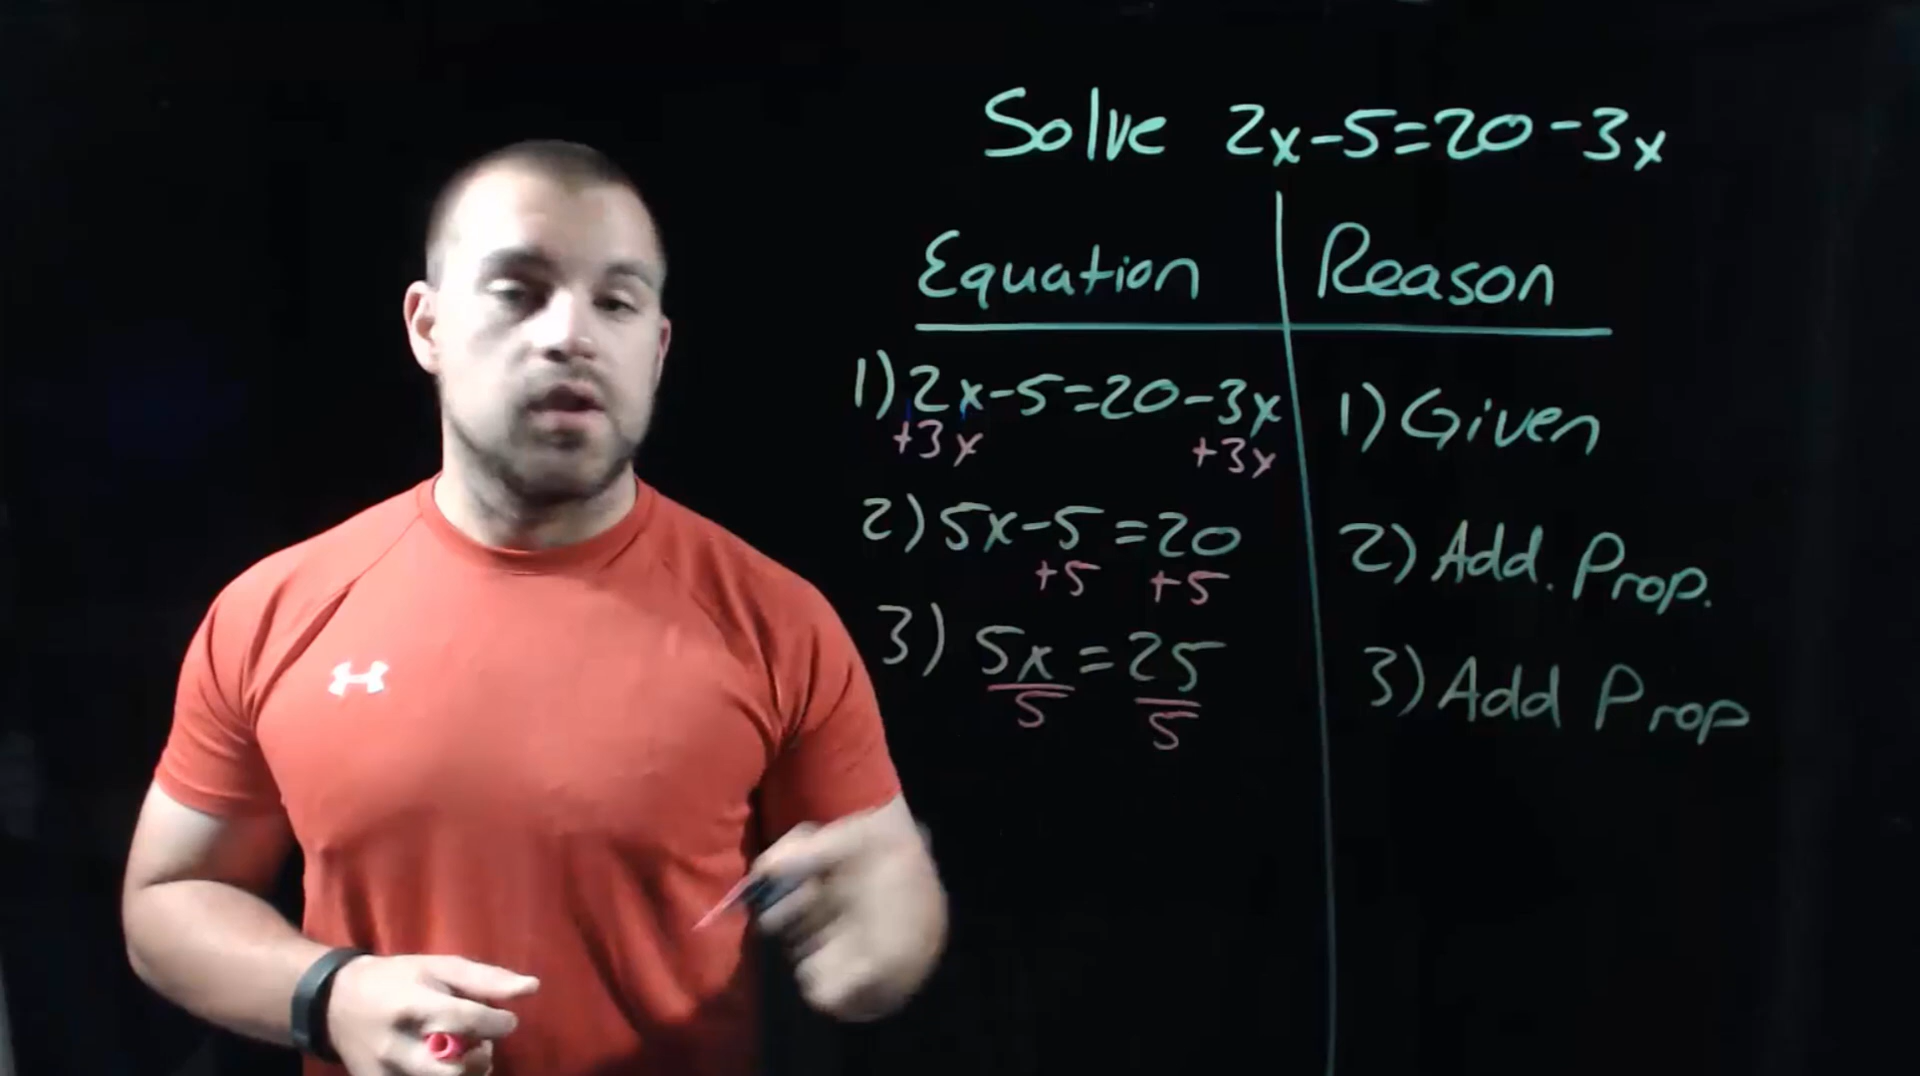 Solve 2x-5=20-3x
Equation Reason
1) 2x-5=20-3x 1) Given
+3x +3x
2) 5x-5=20 2) Add. Prop.
+5 +5
3) 5x=25 3) Add Prop
5 5